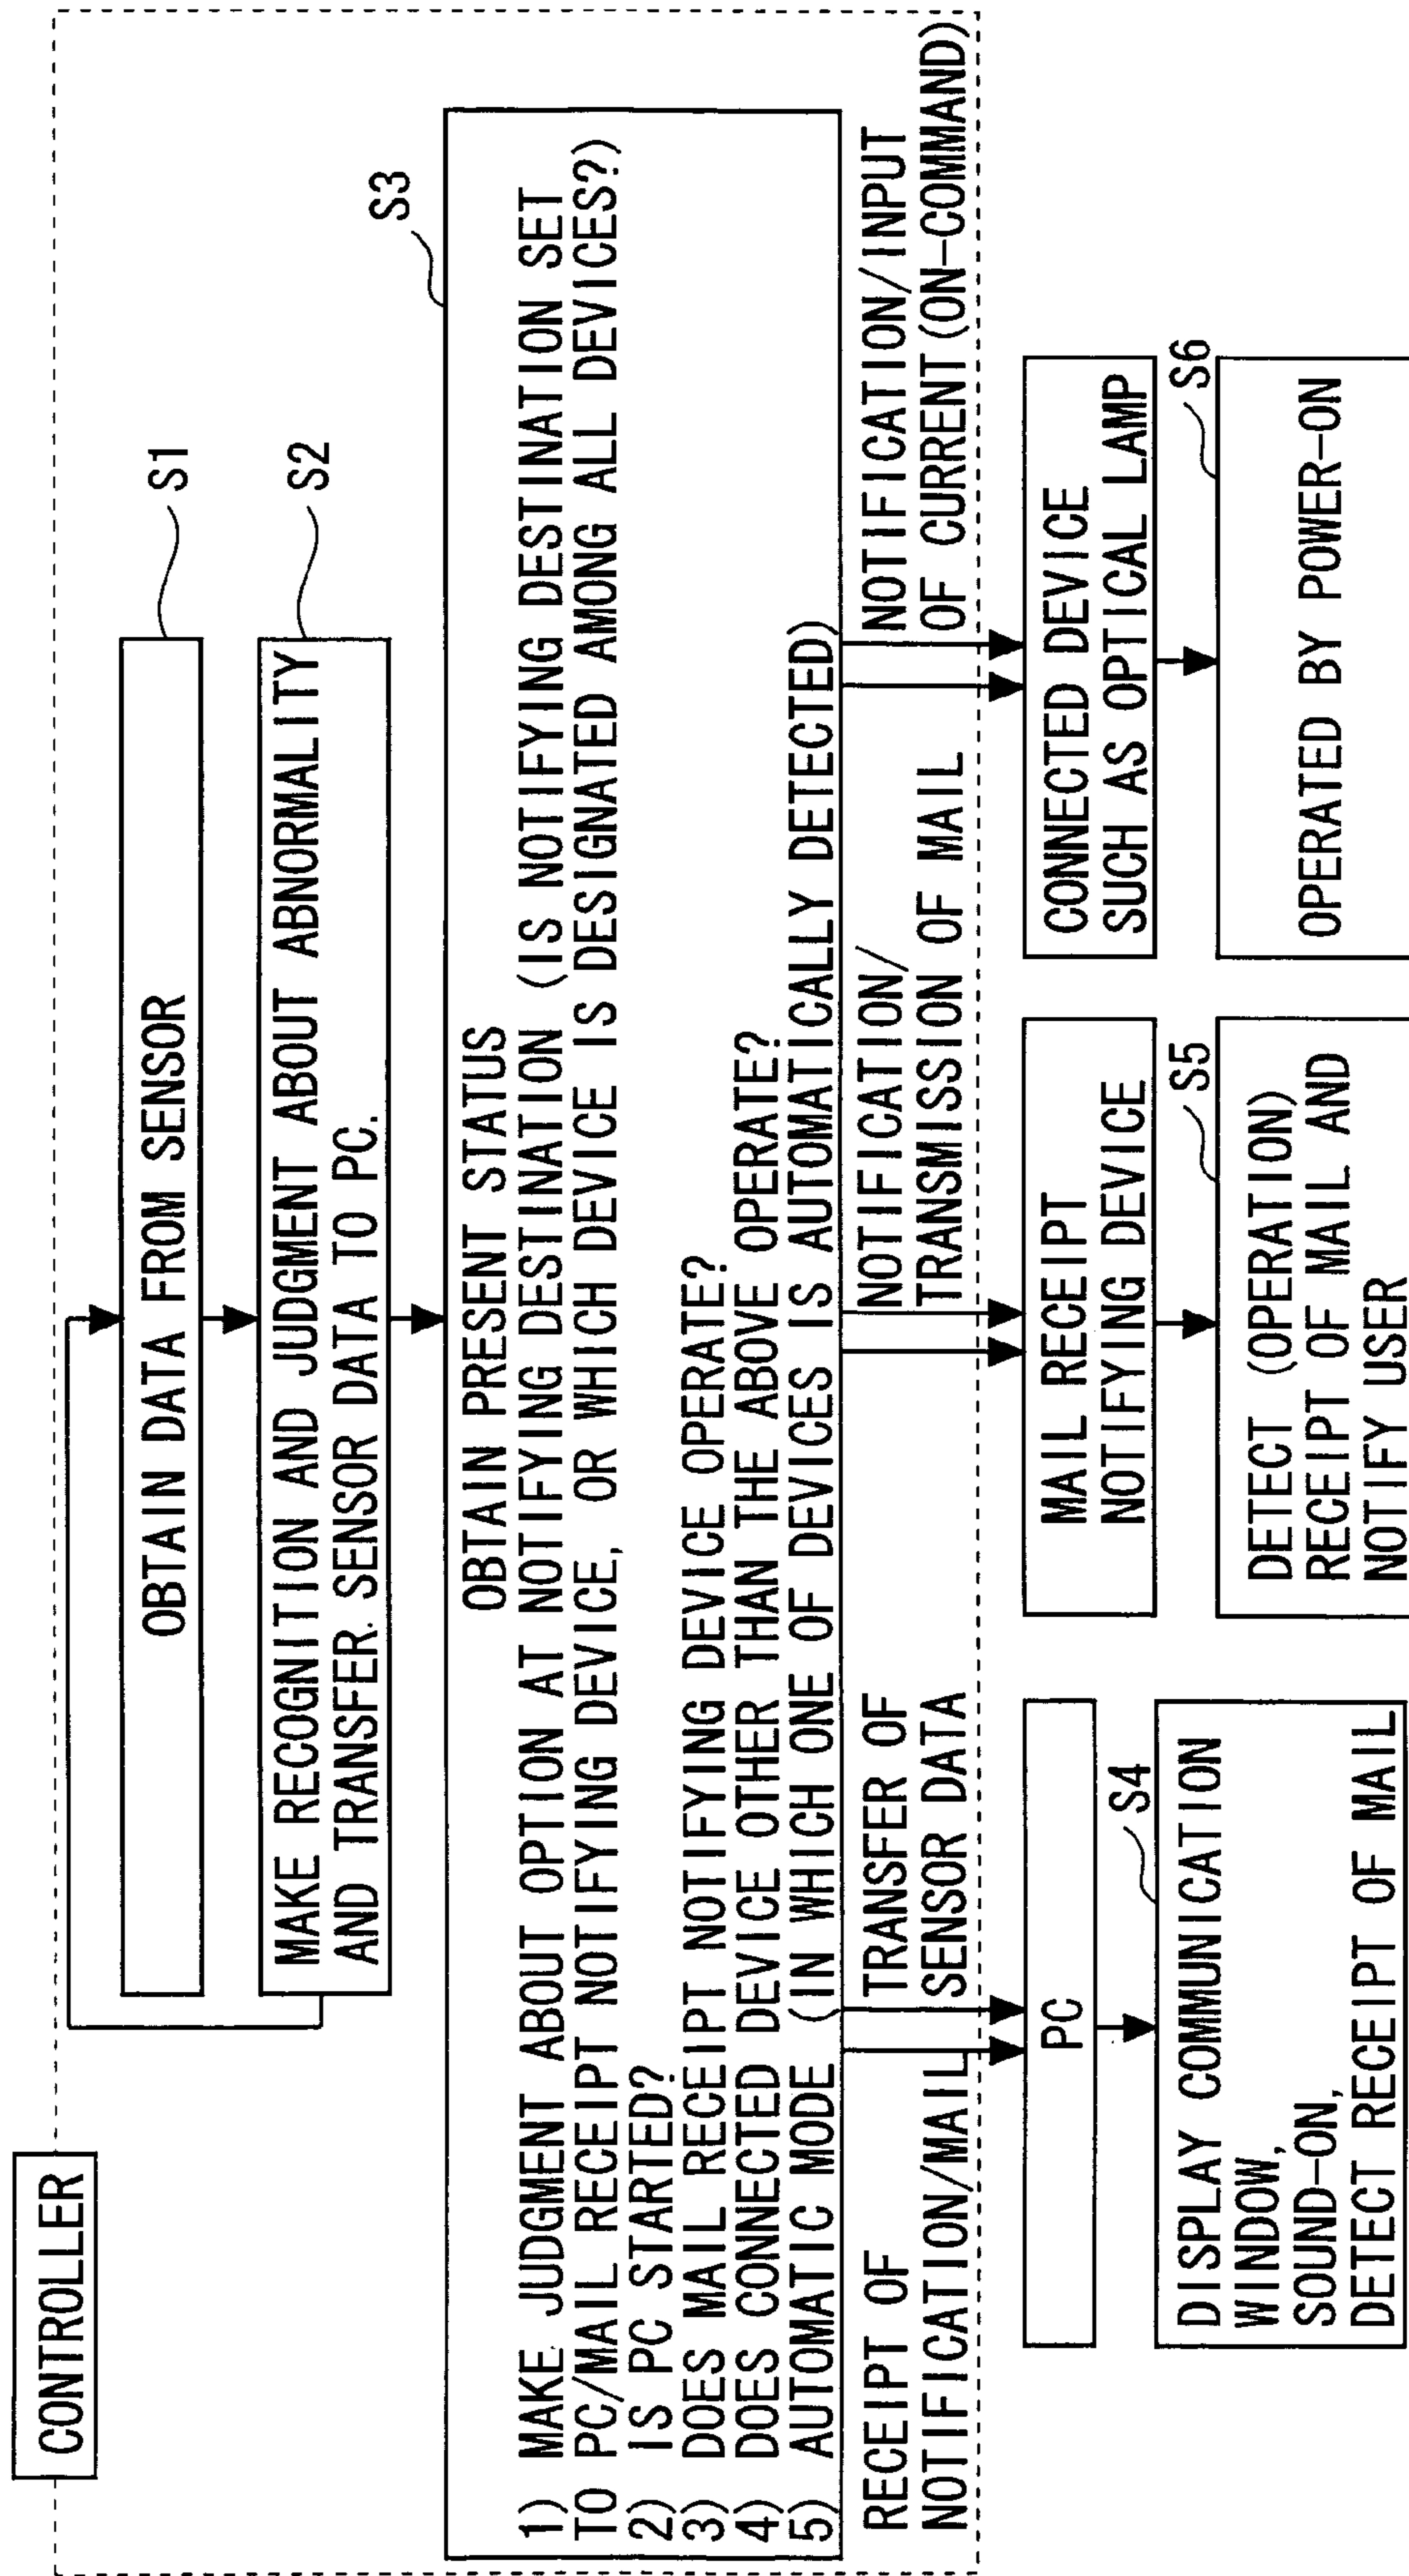 CONTROLLER
OBTAIN DATA FROM SENSOR
S1
MAKE RECOGNITION AND JUDGMENT ABOUT ABNORMALITY
AND TRANSFER SENSOR DATA TO PC.
S2
S3
OBTAIN PRESENT STATUS
1) MAKE JUDGMENT ABOUT OPTION AT NOTIFYING DESTINATION (IS NOTIFYING DESTINATION SET
TO PC/MAIL RECEIPT NOTIFYING DEVICE, OR WHICH DEVICE IS DESIGNATED AMONG ALL DEVICES?)
2) IS PC STARTED?
3) DOES MAIL RECEIPT NOTIFYING DEVICE OPERATE?
4) DOES CONNECTED DEVICE OTHER THAN THE ABOVE OPERATE?
5) AUTOMATIC MODE (IN WHICH ONE OF DEVICES IS AUTOMATICALLY DETECTED)
RECEIPT OF
NOTIFICATION/MAIL
TRANSFER OF
SENSOR DATA
NOTIFICATION/
TRANSMISSION OF MAIL
NOTIFICATION/INPUT
OF CURRENT(ON-COMMAND)
PC
S4
DISPLAY COMMUNICATION
WINDOW,
SOUND-ON,
DETECT RECEIPT OF MAIL
MAIL RECEIPT
NOTIFYING DEVICE
S5
DETECT (OPERATION)
RECEIPT OF MAIL AND
NOTIFY USER
CONNECTED DEVICE
SUCH AS OPTICAL LAMP
S6
OPERATED BY POWER-ON